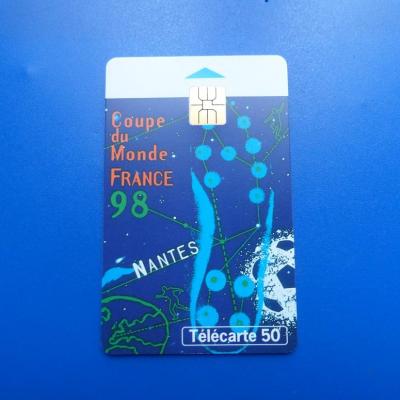 Coupe
du
Monde
FRANCE
98
NANTES
Télécarte 50